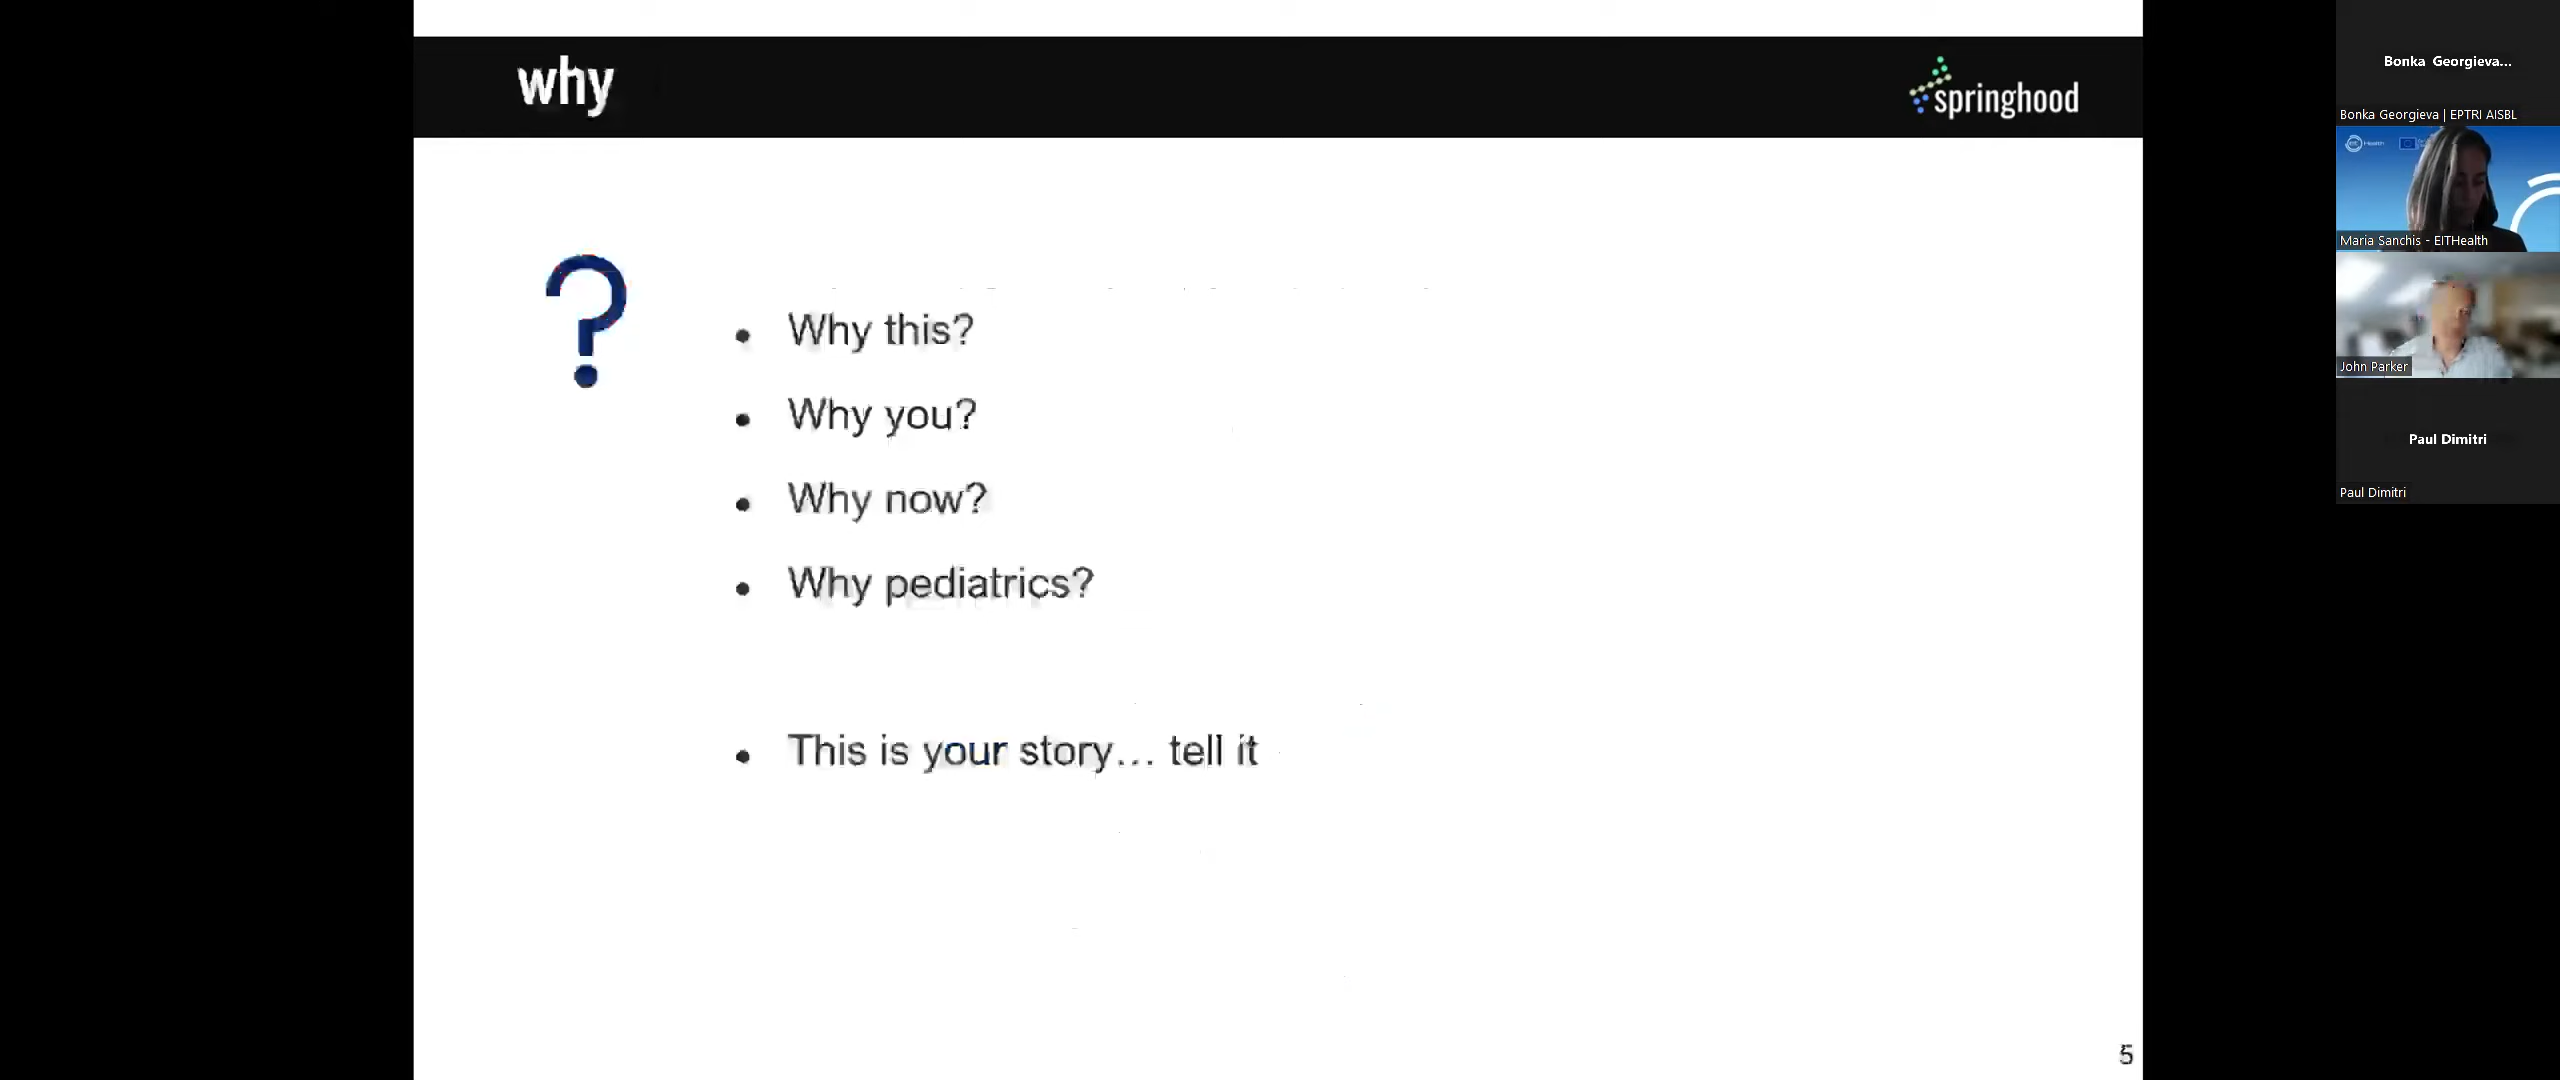 why
springhood
?
• Why this?
• Why you?
• Why now?
• Why pediatrics?
• This is your story... tell it
5
Bonka Georgieva...
Bonka Georgieva | EPTRI AISBL
Health
Maria Sanchis - EITHealth
John Parker
Paul Dimitri
Paul Dimitri